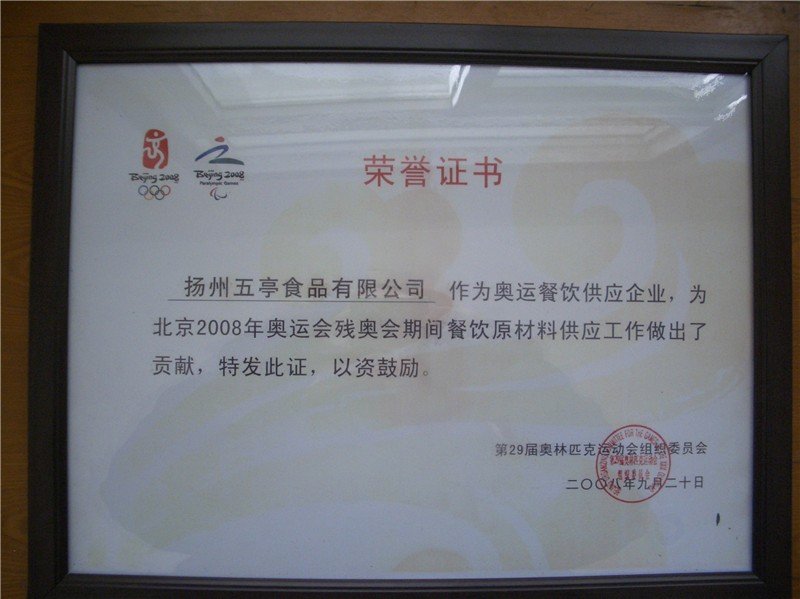 Beijing 2008
Beijing 2008
Paralympic Games
荣誉证书
扬州五亭食品有限公司 作为奥运餐饮供应企业，为
北京2008年奥运会残奥会期间餐饮原材料供应工作做出了
贡献，特发此证，以资鼓励。
第29届奥林匹克运动会组织委员会
二〇〇八年九月二十日